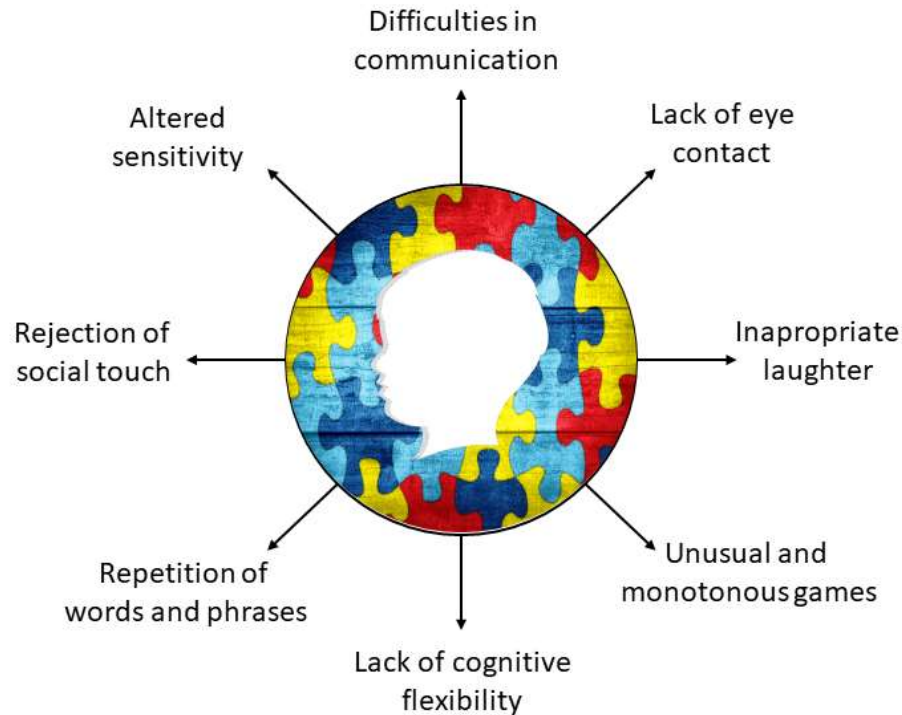 Difficulties in
communication
Lack of eye
contact
Inapropriate
laughter
Unusual and
monotonous games
Lack of cognitive
flexibility
Repetition of
words and phrases
Rejection of
social touch
Altered
sensitivity